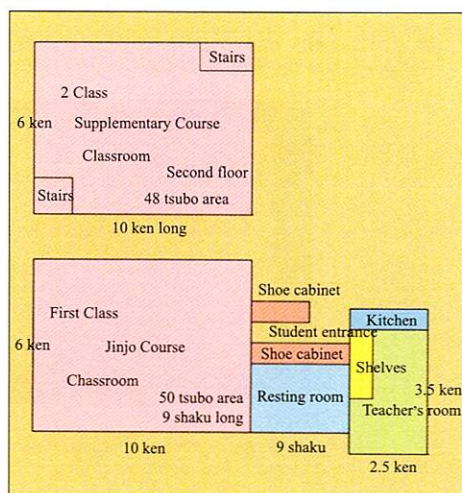 Stairs
2 Class
6 ken
Supplementary Course
Classroom
Second floor
Stairs
48 tsubo area
10 ken long
Shoe cabinet
First Class
Kitchen
Student entrance
6 ken
Jinjo Course
Shoe cabinet
Shelves
Chassroom
3.5 ken
50 tsubo area
Resting room
Teacher's room
9 shaku long
10 ken
9 shaku
2.5 ken